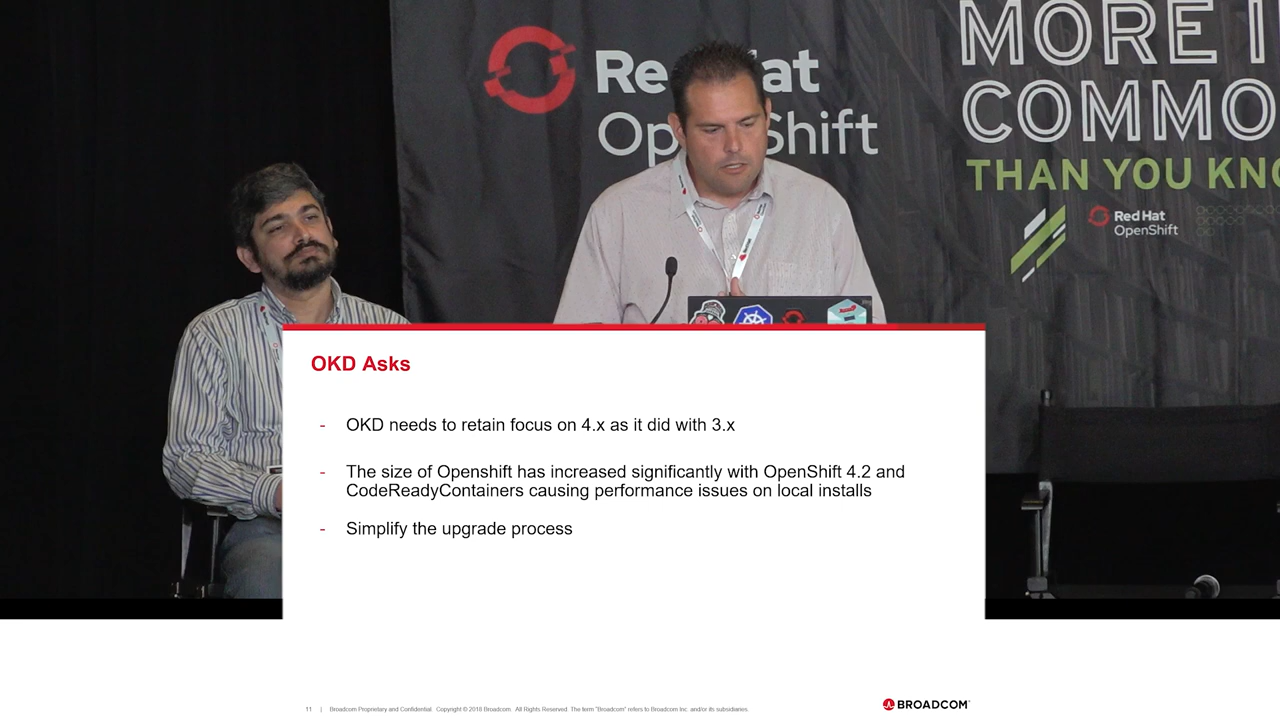 Red Hat
OpenShift
MORE I
COMMO
THAN YOU KNO
Red Hat
OpenShift
OKD Asks
- OKD needs to retain focus on 4.x as it did with 3.x
- The size of Openshift has increased significantly with OpenShift 4.2 and
CodeReadyContainers causing performance issues on local installs
- Simplify the upgrade process
11 | Broadcom Proprietary and Confidential. Copyright © 2018 Broadcom. All Rights Reserved. The term "Broadcom" refers to Broadcom Inc. and/or its subsidiaries.
BROADCOM